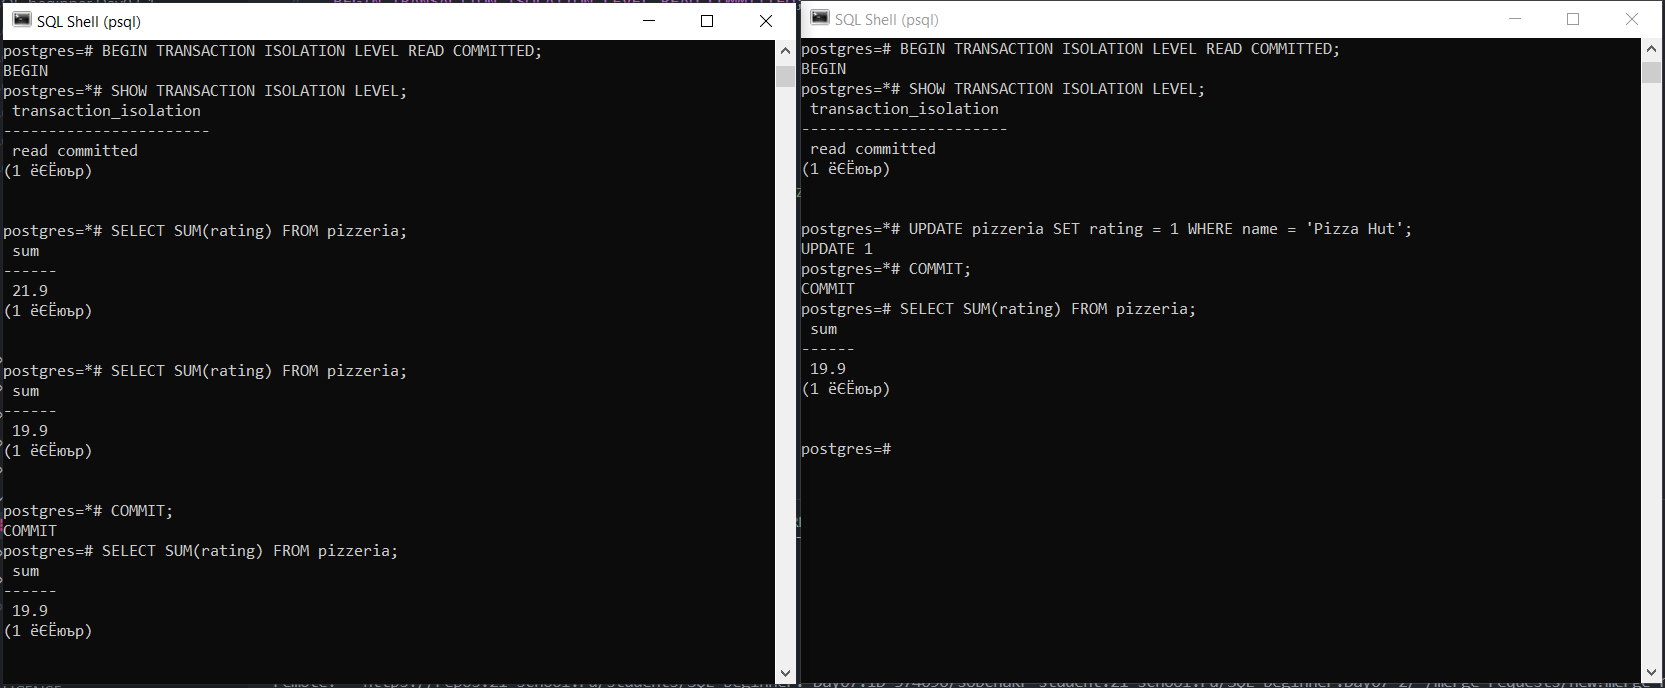 SQL Shell (psql)
postgres=# BEGIN TRANSACTION ISOLATION LEVEL READ COMMITTED;
BEGIN
postgres=*# SHOW TRANSACTION ISOLATION LEVEL;
 transaction_isolation
-----------------------
 read committed
(1 ёЄЁюър)
postgres=*# SELECT SUM(rating) FROM pizzeria;
 sum
------
 21.9
(1 ёЄЁюър)
postgres=*# SELECT SUM(rating) FROM pizzeria;
 sum
------
 19.9
(1 ёЄЁюър)
postgres=*# COMMIT;
COMMIT
postgres=# SELECT SUM(rating) FROM pizzeria;
 sum
------
 19.9
(1 ёЄЁюър)
SQL Shell (psql)
postgres=# BEGIN TRANSACTION ISOLATION LEVEL READ COMMITTED;
BEGIN
postgres=*# SHOW TRANSACTION ISOLATION LEVEL;
 transaction_isolation
-----------------------
 read committed
(1 ёЄЁюър)
postgres=*# UPDATE pizzeria SET rating = 1 WHERE name = 'Pizza Hut';
UPDATE 1
postgres=*# COMMIT;
COMMIT
postgres=# SELECT SUM(rating) FROM pizzeria;
 sum
------
 19.9
(1 ёЄЁюър)
postgres=#